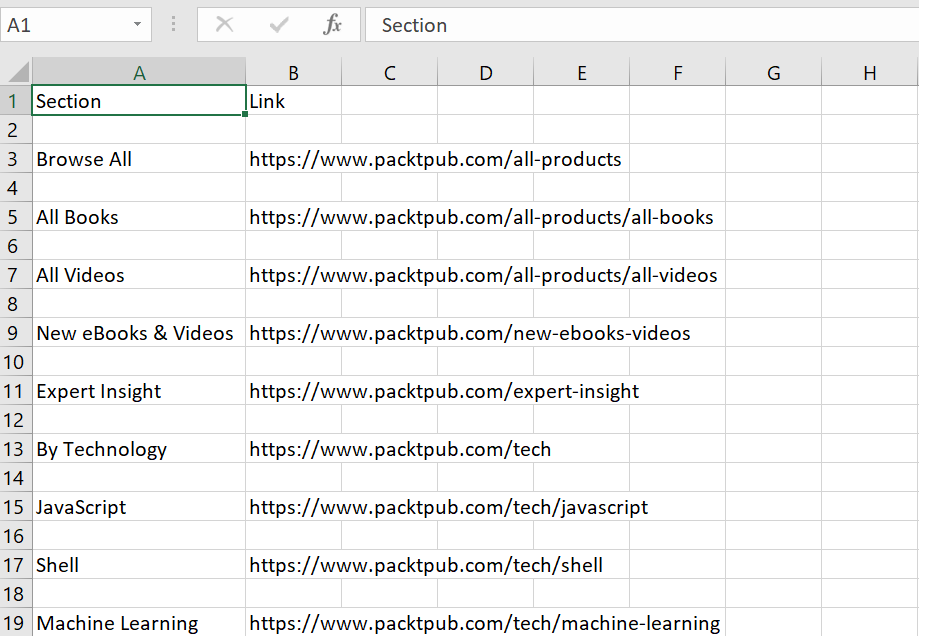 A1 fx Section
A B C D E F G H
1 Section Link
2
3 Browse All https://www.packtpub.com/all-products
4
5 All Books https://www.packtpub.com/all-products/all-books
6
7 All Videos https://www.packtpub.com/all-products/all-videos
8
9 New eBooks & Videos https://www.packtpub.com/new-ebooks-videos
10
11 Expert Insight https://www.packtpub.com/expert-insight
12
13 By Technology https://www.packtpub.com/tech
14
15 JavaScript https://www.packtpub.com/tech/javascript
16
17 Shell https://www.packtpub.com/tech/shell
18
19 Machine Learning https://www.packtpub.com/tech/machine-learning